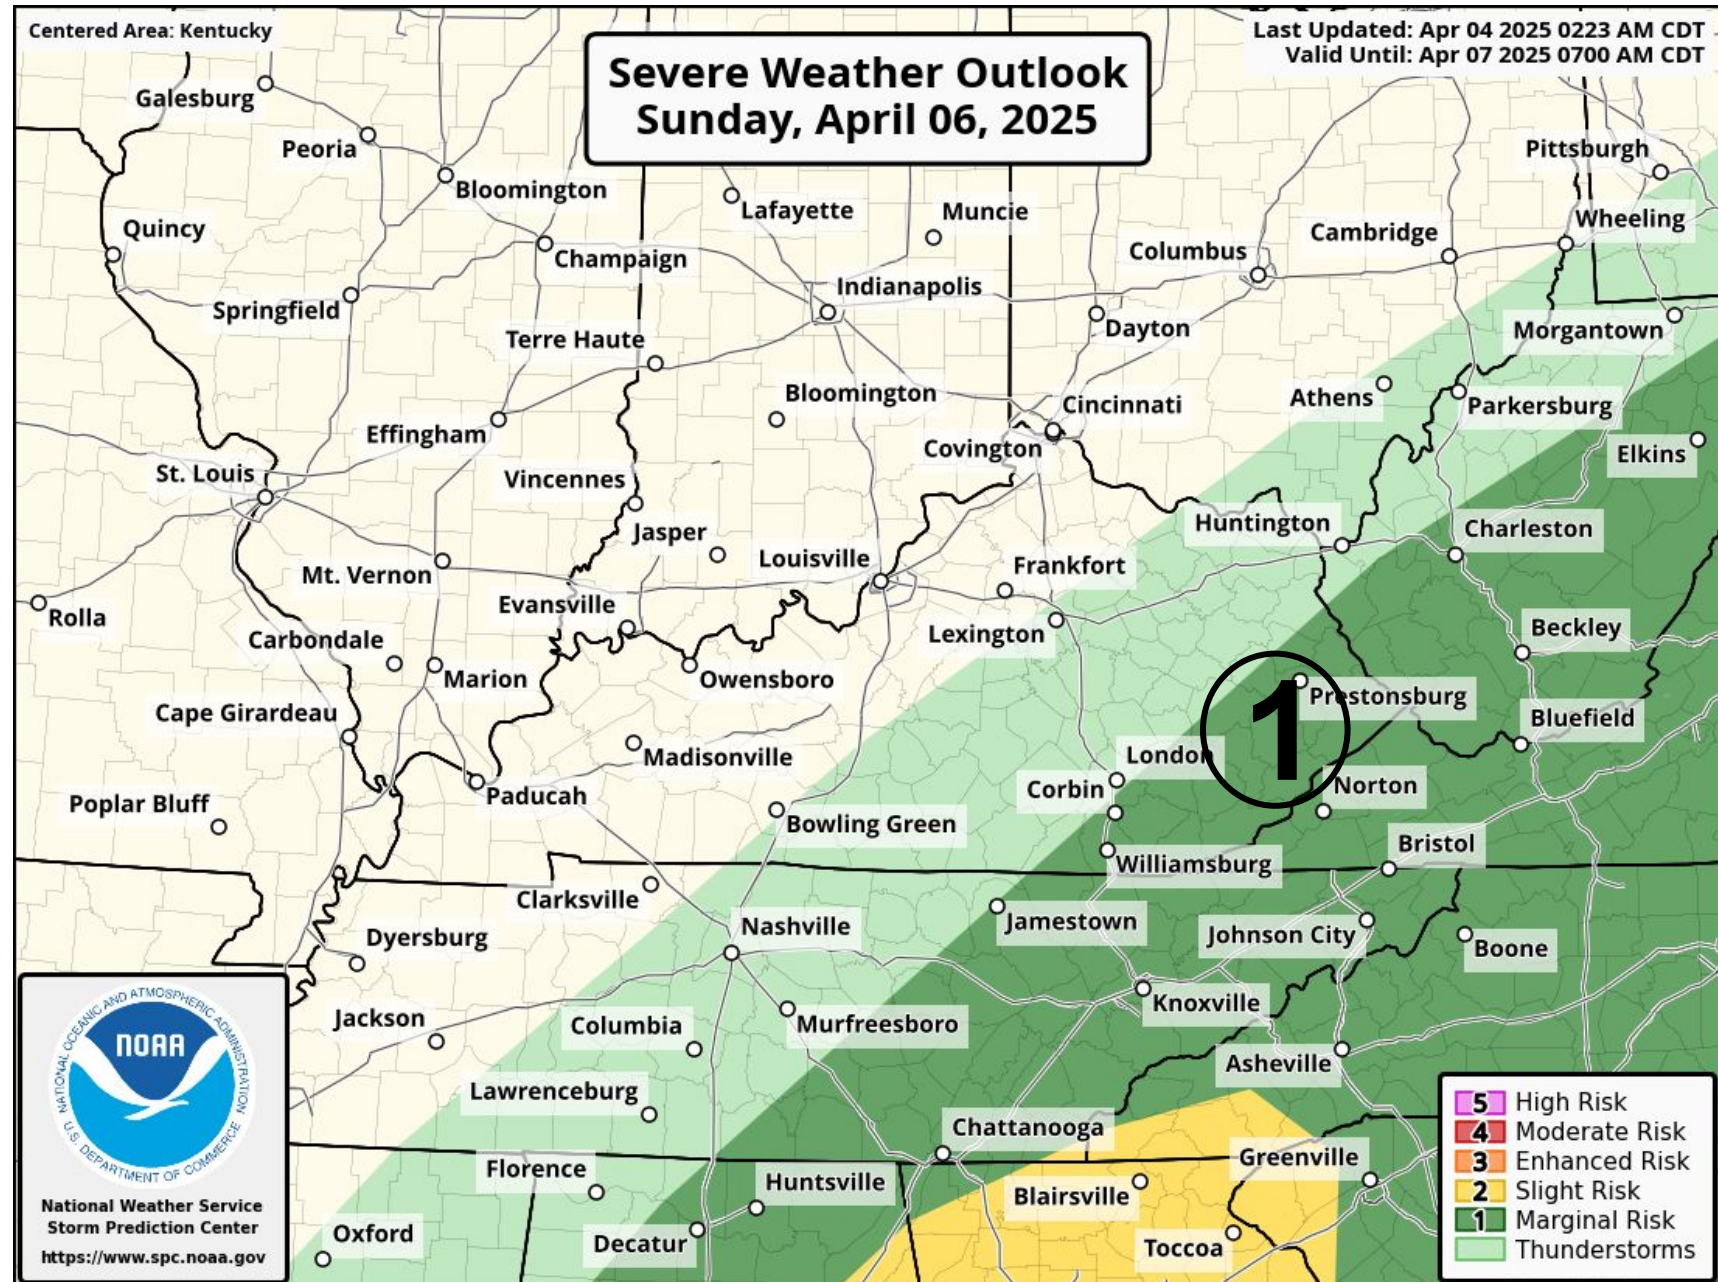 Centered Area: Kentucky
Severe Weather Outlook
Sunday, April 06, 2025
Last Updated: Apr 04 2025 0223 AM CDT
Valid Until: Apr 07 2025 0700 AM CDT
Galesburg
Peoria
Bloomington
Pittsburgh
Lafayette
Muncie
Wheeling
Quincy
Champaign
Columbus
Cambridge
Indianapolis
Springfield
Terre Haute
Dayton
Morgantown
Bloomington
Cincinnati
Athens
Parkersburg
Effingham
Covington
Elkins
St. Louis
Vincennes
Jasper
Huntington
Charleston
Louisville
Frankfort
Mt. Vernon
Evansville
Rolla
Lexington
Beckley
Carbondale
Marion
Owensboro
Prestonsburg
1
Cape Girardeau
Bluefield
Madisonville
London
Paducah
Corbin
Norton
Poplar Bluff
Bowling Green
Bristol
Williamsburg
Clarksville
Nashville
Jamestown
Johnson City
Boone
Dyersburg
Knoxville
Jackson
Columbia
Murfreesboro
Asheville
Lawrenceburg
Chattanooga
Greenville
Florence
Huntsville
Blairsville
Oxford
Decatur
Toccoa
NATIONAL OCEANIC AND ATMOSPHERIC ADMINISTRATION
NOAA
U.S. DEPARTMENT OF COMMERCE
National Weather Service
Storm Prediction Center
https://www.spc.noaa.gov
5 High Risk
4 Moderate Risk
3 Enhanced Risk
2 Slight Risk
1 Marginal Risk
Thunderstorms